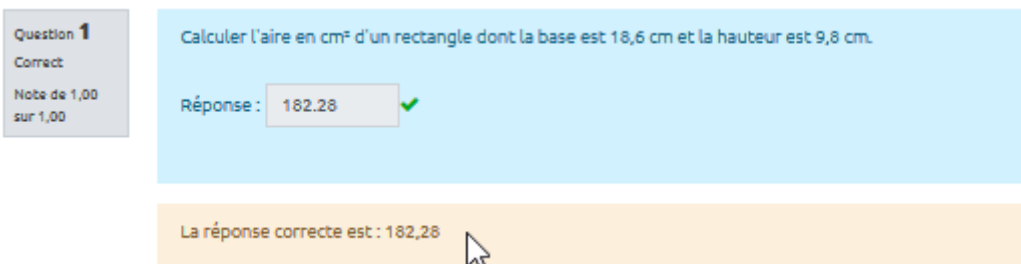 Question 1
Correct
Note de 1,00
sur 1,00
Calculer l'aire en cm² d'un rectangle dont la base est 18,6 cm et la hauteur est 9,8 cm.
Réponse : 182.28
La réponse correcte est : 182,28